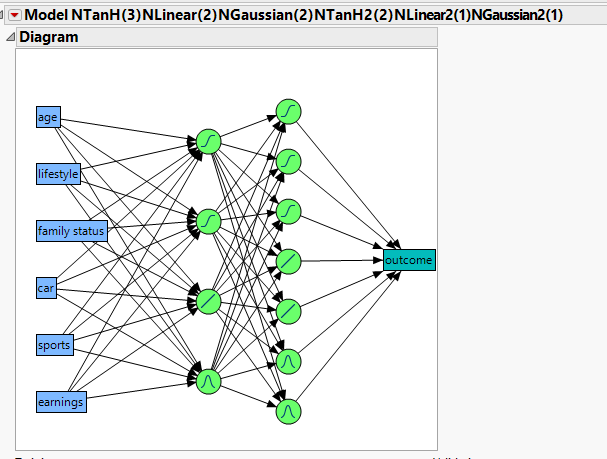 Model NTanH(3)NLinear(2)NGaussian(2)NTanH2(2)NLinear2(1)NGaussian2(1)
Diagram
age
lifestyle
family status
car
outcome
sports
earnings